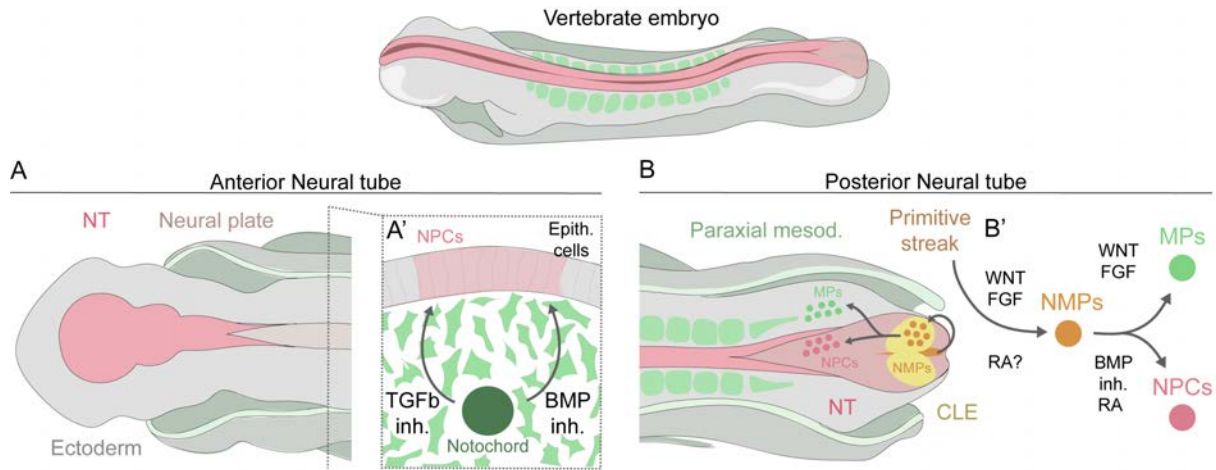 Vertebrate embryo
A
Anterior Neural tube
NT
Neural plate
Ectoderm
A'
NPCs
Epith.
cells
TGFb
inh.
BMP
inh.
Notochord
B
Posterior Neural tube
Paraxial mesod.
Primitive
streak
MPs
NPCs
NMPs
NT
CLE
B'
WNT
FGF
RA?
NMPs
WNT
FGF
MPs
BMP
inh.
RA
NPCs